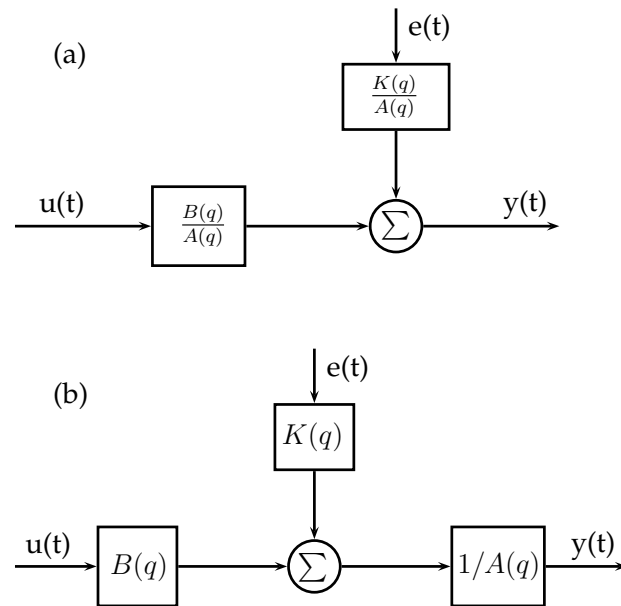 e(t)
(a)
K(q)
A(q)
u(t)
y(t)
B(q)
A(q)
∑
e(t)
(b)
K(q)
u(t)
y(t)
B(q)
∑
1/A(q)